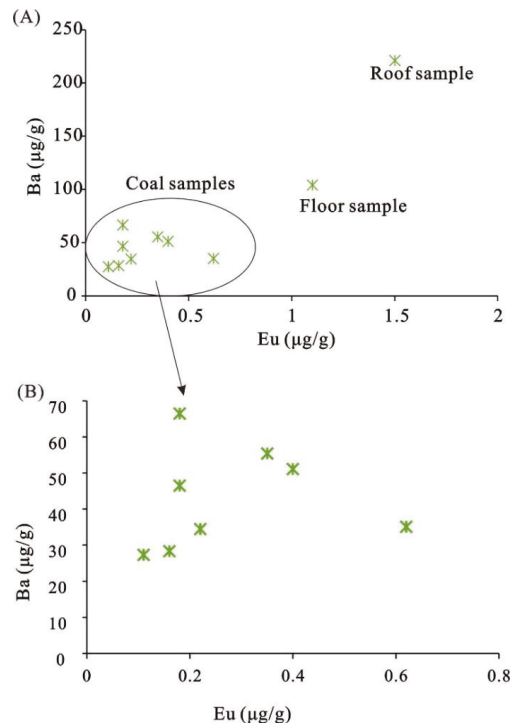 (A)
250
200
150
100
50
0
Ba (μg/g)
Roof sample
Coal samples
Floor sample
0 0.5 1 1.5 2
Eu (μg/g)
(B)
70
60
50
40
30
20
10
0
Ba (μg/g)
0 0.2 0.4 0.6 0.8
Eu (μg/g)